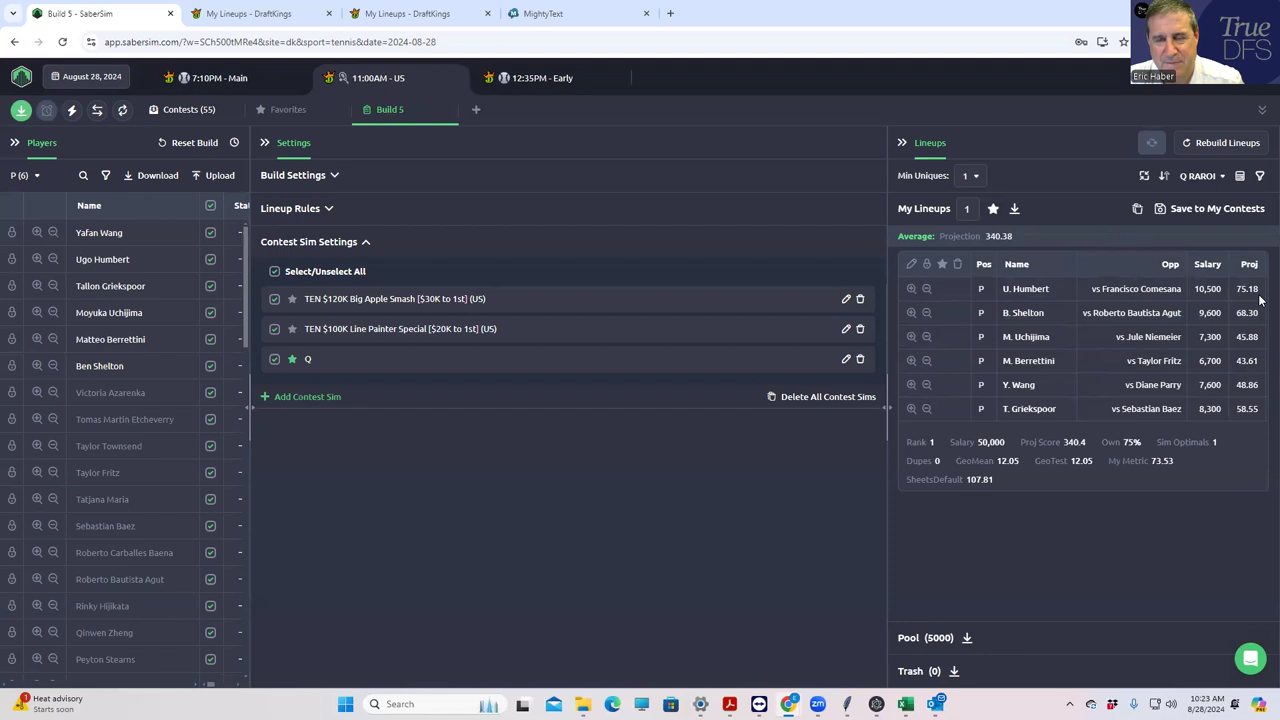 Build 5 - SaberSim
My Lineups - DraftKings
My Lineups - DraftKings
MightyText
app.sabersim.com/?w=SCh500tMRe4&site=dk&sport=tennis&date=2024-08-28
True
DFS
Eric Haber
August 28, 2024
7:10PM - Main
11:00AM - US
12:35PM - Early
Contests (55)
Favorites
Build 5
Players
Reset Build
Settings
Lineups
Rebuild Lineups
P (6)
Download
Upload
Build Settings
Min Uniques:
1
Q RAROI
Name
Stat
Lineup Rules
My Lineups
1
Save to My Contests
Yafan Wang
Ugo Humbert
Tallon Griekspoor
Moyuka Uchijima
Matteo Berrettini
Ben Shelton
Victoria Azarenka
Tomas Martin Etcheverry
Taylor Townsend
Taylor Fritz
Tatjana Maria
Sebastian Baez
Roberto Carballes Baena
Roberto Bautista Agut
Rinky Hijikata
Qinwen Zheng
Peyton Stearns
Contest Sim Settings
Select/Unselect All
TEN $120K Big Apple Smash [$30K to 1st] (US)
TEN $100K Line Painter Special [$20K to 1st] (US)
Q
Add Contest Sim
Delete All Contest Sims
Average: Projection 340.38
Pos Name Opp Salary Proj
P U. Humbert vs Francisco Comesana 10,500 75.18
P B. Shelton vs Roberto Bautista Agut 9,600 68.30
P M. Uchijima vs Jule Niemeier 7,300 45.88
P M. Berrettini vs Taylor Fritz 6,700 43.61
P Y. Wang vs Diane Parry 7,600 48.86
P T. Griekspoor vs Sebastian Baez 8,300 58.55
Rank 1 Salary 50,000 Proj Score 340.4 Own 75% Sim Optimals 1
Dupes 0 GeoMean 12.05 GeoTest 12.05 My Metric 73.53
SheetsDefault 107.81
Pool (5000)
Trash (0)
Heat advisory
Starts soon
Search
10:23 AM
8/28/2024